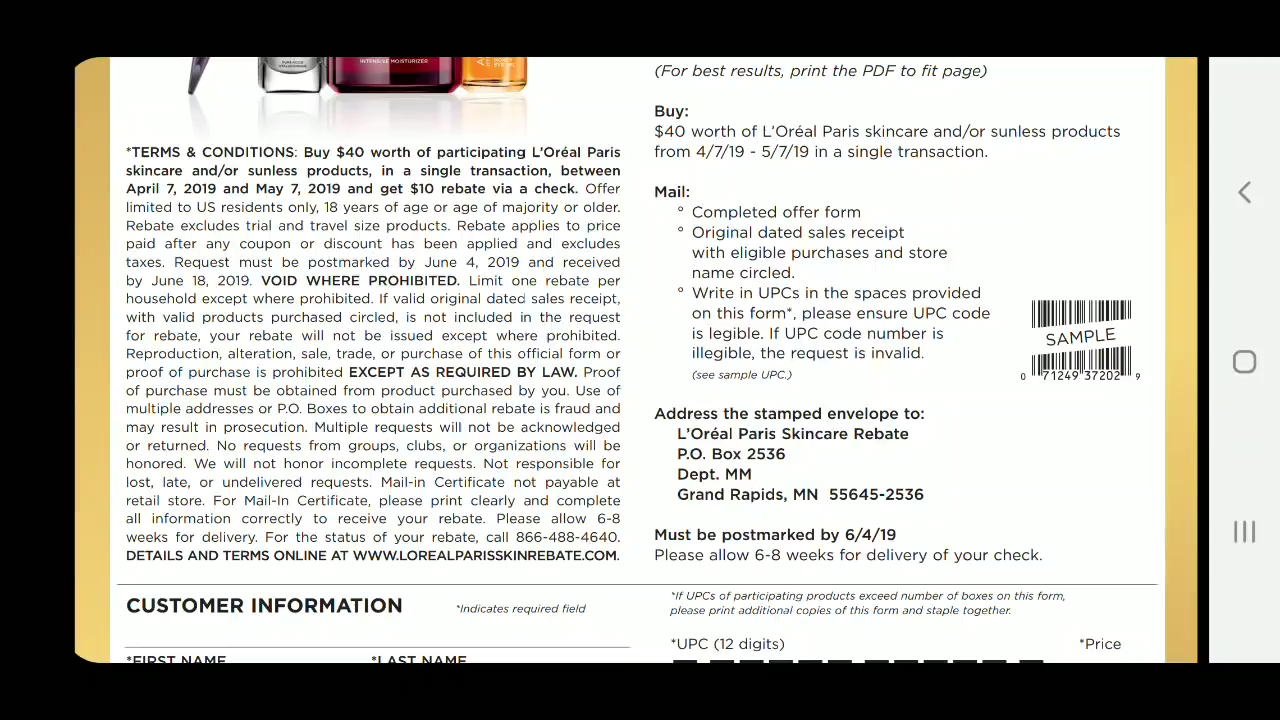 INTENSIVE MOISTURIZER
*TERMS & CONDITIONS: Buy $40 worth of participating L'Oréal Paris
skincare and/or sunless products, in a single transaction, between
April 7, 2019 and May 7, 2019 and get $10 rebate via a check. Offer
limited to US residents only, 18 years of age or age of majority or older.
Rebate excludes trial and travel size products. Rebate applies to price
paid after any coupon or discount has been applied and excludes
taxes. Request must be postmarked by June 4, 2019 and received
by June 18, 2019. VOID WHERE PROHIBITED. Limit one rebate per
household except where prohibited. If valid original dated sales receipt,
with valid products purchased circled, is not included in the request
for rebate, your rebate will not be issued except where prohibited.
Reproduction, alteration, sale, trade, or purchase of this official form or
proof of purchase is prohibited EXCEPT AS REQUIRED BY LAW. Proof
of purchase must be obtained from product purchased by you. Use of
multiple addresses or P.O. Boxes to obtain additional rebate is fraud and
may result in prosecution. Multiple requests will not be acknowledged
or returned. No requests from groups, clubs, or organizations will be
honored. We will not honor incomplete requests. Not responsible for
lost, late, or undelivered requests. Mail-in Certificate not payable at
retail store. For Mail-In Certificate, please print clearly and complete
all information correctly to receive your rebate. Please allow 6-8
weeks for delivery. For the status of your rebate, call 866-488-4640.
DETAILS AND TERMS ONLINE AT WWW.LOREALPARISSKINREBATE.COM.
(For best results, print the PDF to fit page)
Buy:
$40 worth of L'Oréal Paris skincare and/or sunless products
from 4/7/19 - 5/7/19 in a single transaction.
Mail:
° Completed offer form
° Original dated sales receipt
with eligible purchases and store
name circled.
° Write in UPCs in the spaces provided
on this form*, please ensure UPC code
is legible. If UPC code number is
illegible, the request is invalid.
(see sample UPC.)
SAMPLE
0 71249 37202 9
Address the stamped envelope to:
L'Oréal Paris Skincare Rebate
P.O. Box 2536
Dept. MM
Grand Rapids, MN 55645-2536
Must be postmarked by 6/4/19
Please allow 6-8 weeks for delivery of your check.
CUSTOMER INFORMATION
*Indicates required field
*FIRST NAME
*LAST NAME
*If UPCs of participating products exceed number of boxes on this form,
please print additional copies of this form and staple together.
*UPC (12 digits)
*Price